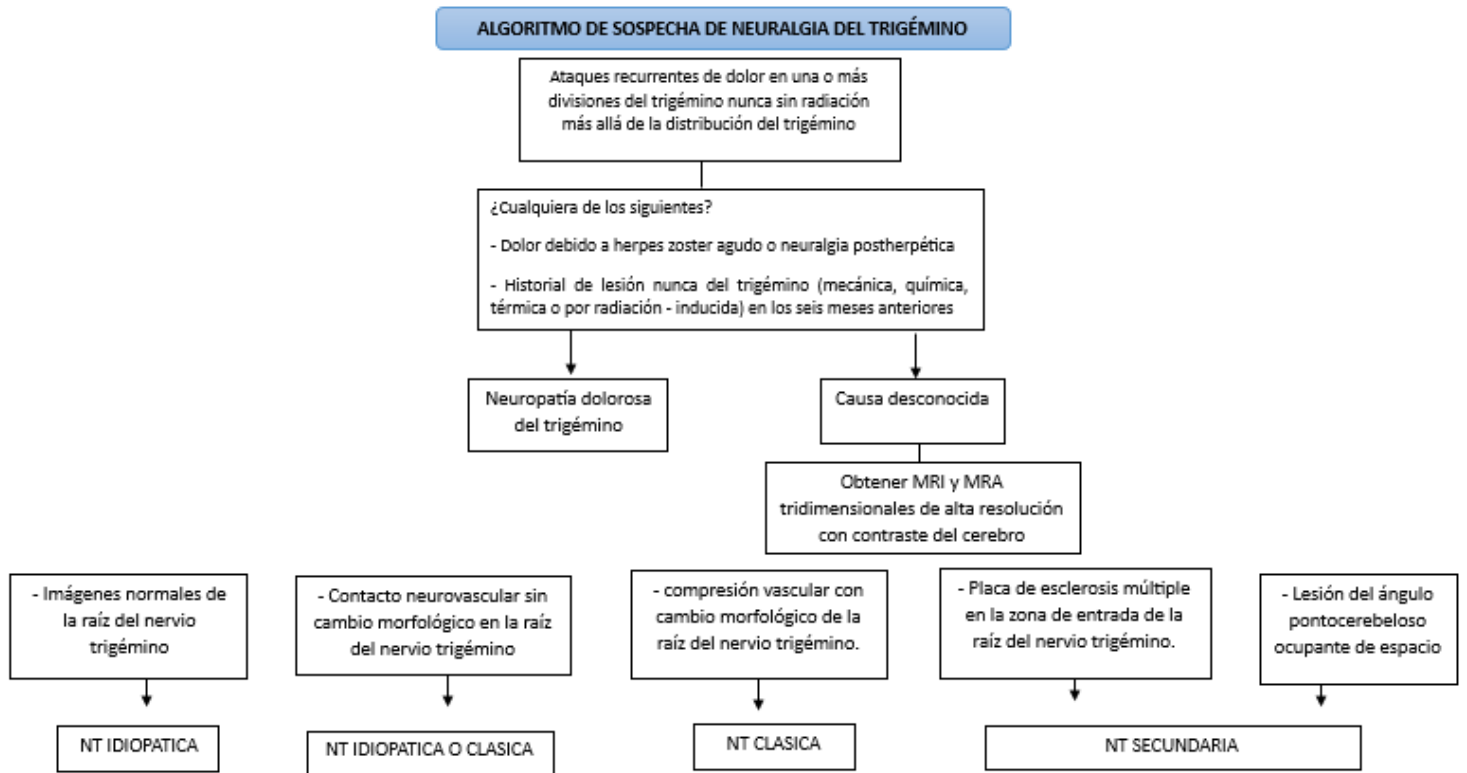 ALGORITMO DE SOSPECHA DE NEURALGIA DEL TRIGÉMINO
Ataques recurrentes de dolor en una o más
divisiones del trigémino nunca sin radiación
más allá de la distribución del trigémino
¿Cualquiera de los siguientes?
- Dolor debido a herpes zoster agudo o neuralgia postherpética
- Historial de lesión nunca del trigémino (mecánica, química,
térmica o por radiación - inducida) en los seis meses anteriores
Neuropatía dolorosa
del trigémino
Causa desconocida
Obtener MRI y MRA
tridimensionales de alta resolución
con contraste del cerebro
- Imágenes normales de
la raíz del nervio
trigémino
- Contacto neurovascular sin
cambio morfológico en la raíz
del nervio trigémino
- compresión vascular con
cambio morfológico de la
raíz del nervio trigémino.
- Placa de esclerosis múltiple
en la zona de entrada de la
raíz del nervio trigémino.
- Lesión del ángulo
pontocerebeloso
ocupante de espacio
NT IDIOPATICA
NT IDIOPATICA O CLASICA
NT CLASICA
NT SECUNDARIA